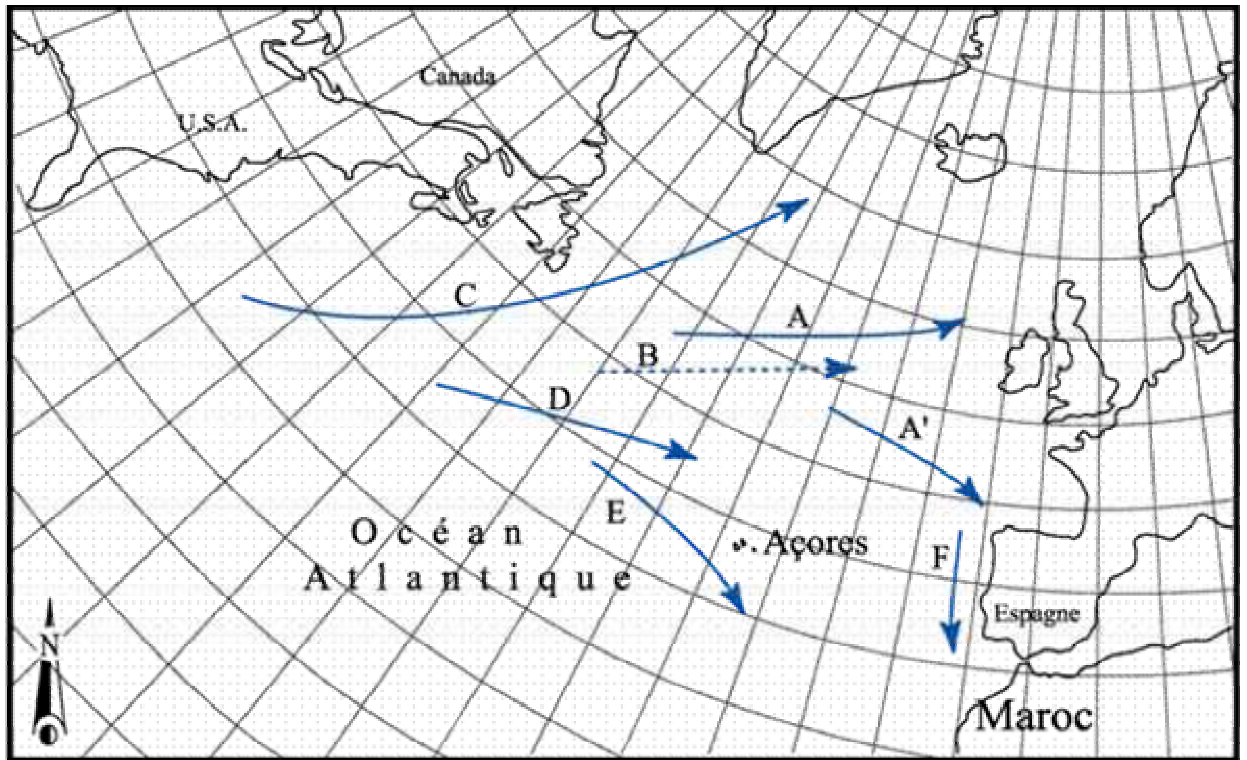 Canada
U.S.A.
C
A
B
D
A'
E
Océan
Atlantique
Açores
F
Espagne
N
Maroc